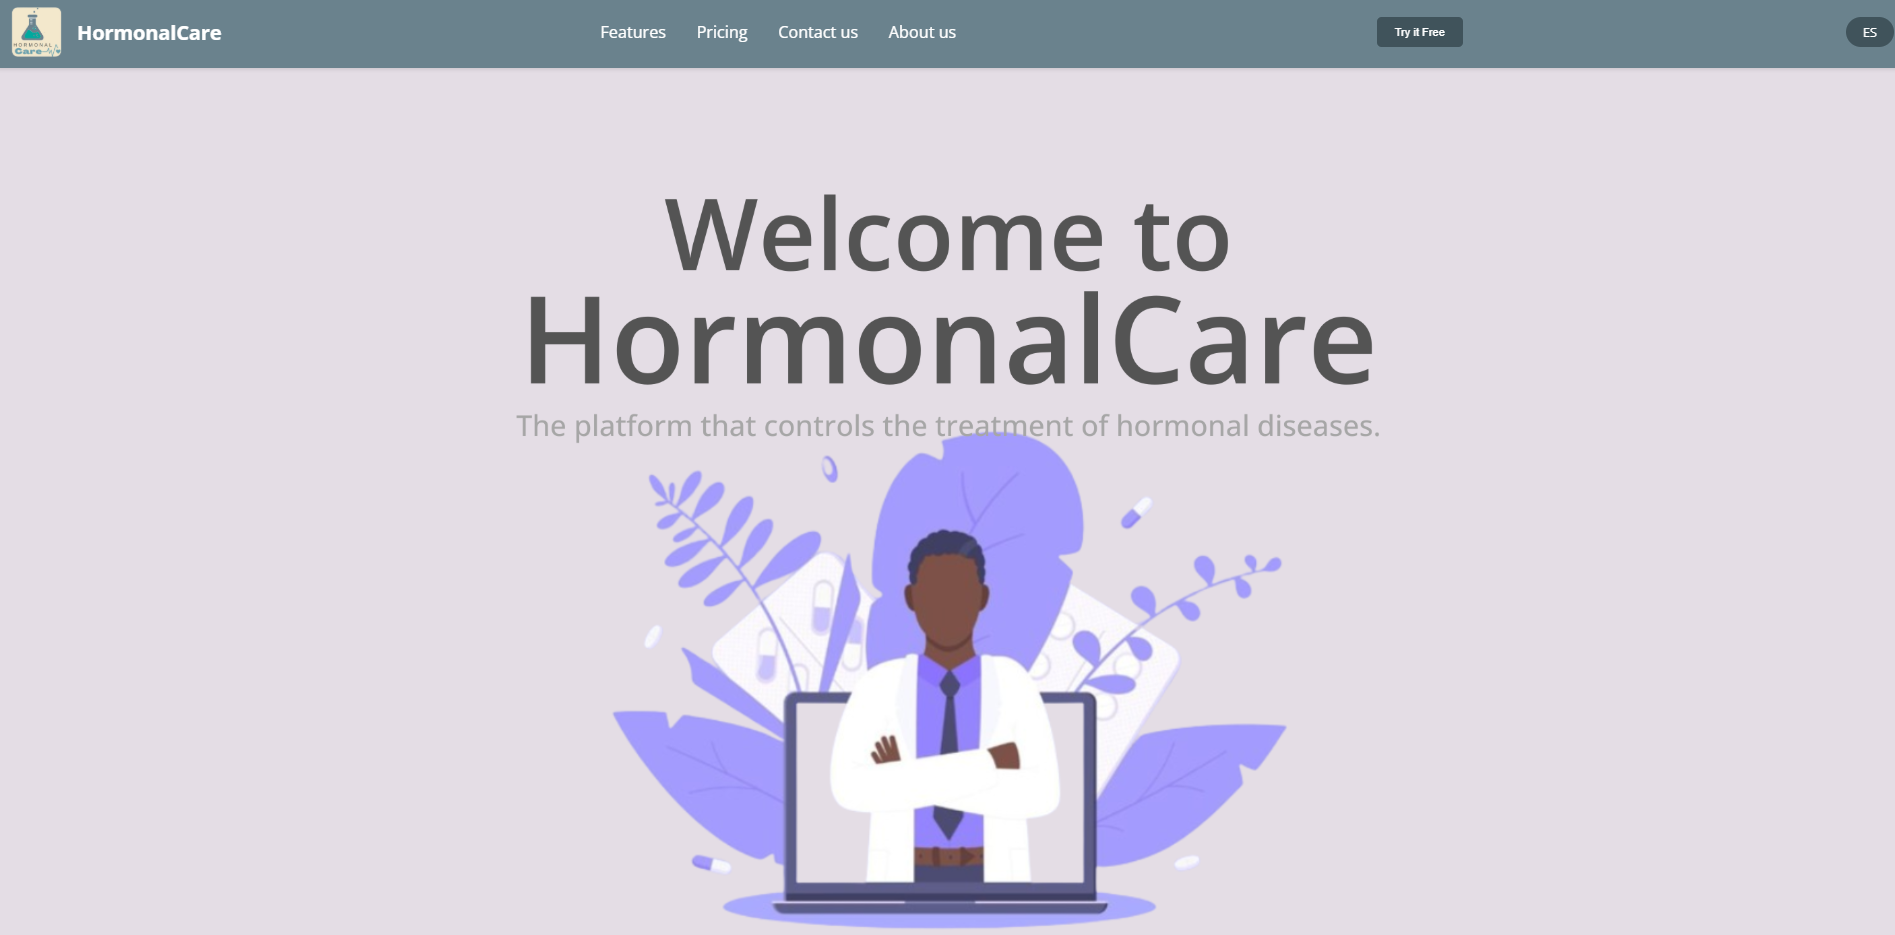 HORMONAL
Care
HormonalCare
Features
Pricing
Contact us
About us
Try it Free
ES
Welcome to
HormonalCare
The platform that controls the treatment of hormonal diseases.